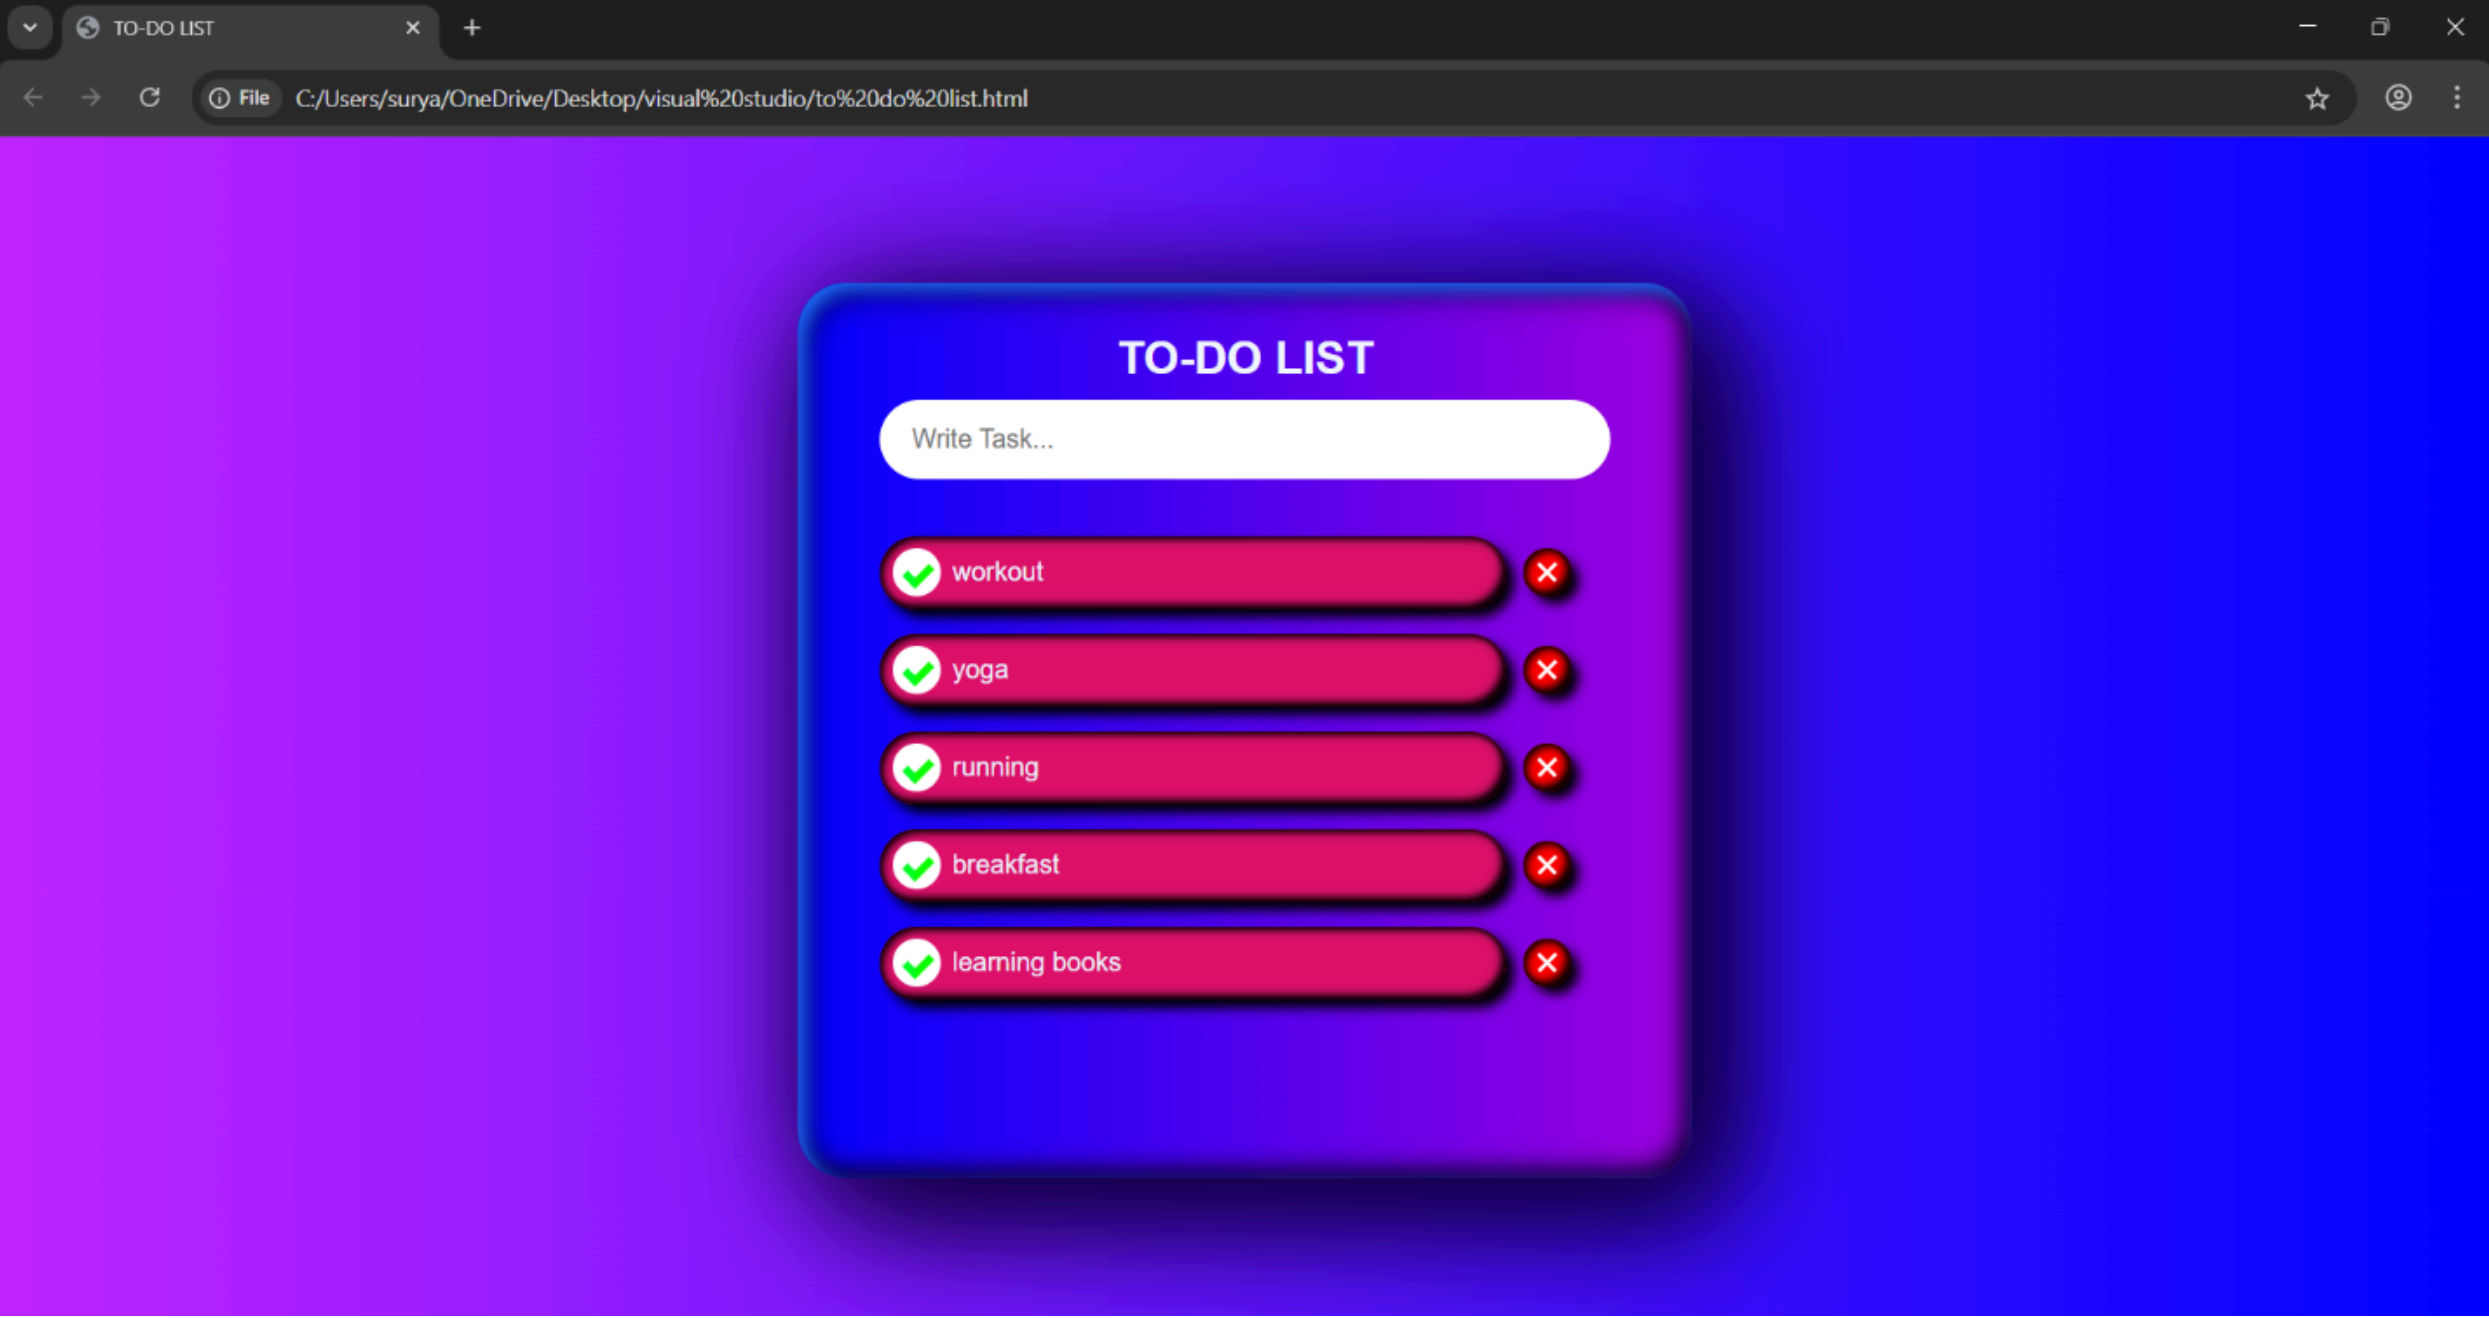 TO-DO LIST
File C:/Users/surya/OneDrive/Desktop/visual%20studio/to%20do%20list.html
TO-DO LIST
Write Task...
workout
yoga
running
breakfast
learning books